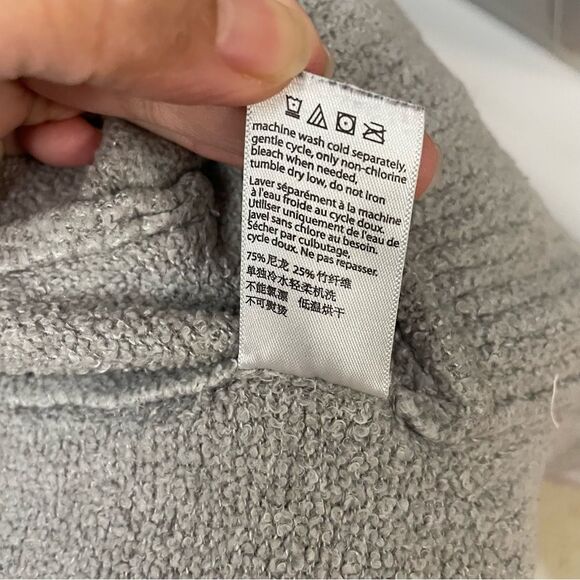 machine wash cold separately,
gentle cycle, only non-chlorine
bleach when needed
tumble dry low, do not iron
Laver séparément à la machine
à l'eau froide au cycle doux.
Utiliser uniquement de l'eau de
Javel sans chlore au besoin.
Sécher par culbutage,
cycle doux. Ne pas repasser.
75%尼龙 25%竹纤维
单独冷水轻柔机洗
不能氯漂 低温烘干
不可熨烫